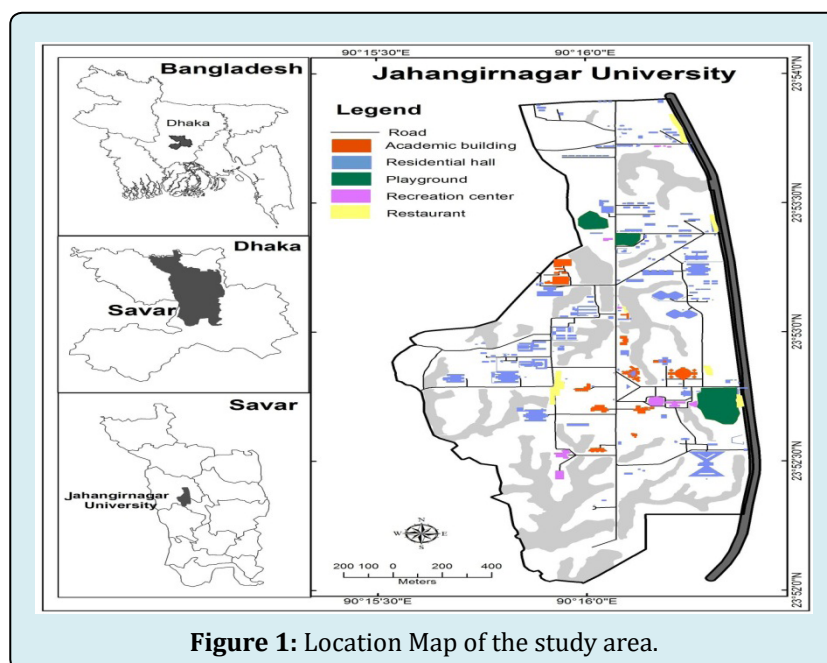 90°15'30"E
90°16'0"E
Bangladesh
Dhaka
Dhaka
Savar
Savar
Jahangirnagar
University
Jahangirnagar University
Legend
Road
Academic building
Residential hall
Playground
Recreation center
Restaurant
23°54'0"N
23°53'30"N
23°53'0"N
23°52'30"N
23°52'0"N
N
W
E
S
200 100 0 200 400
Meters
90°15'30"E
90°16'0"E
Figure 1: Location Map of the study area.